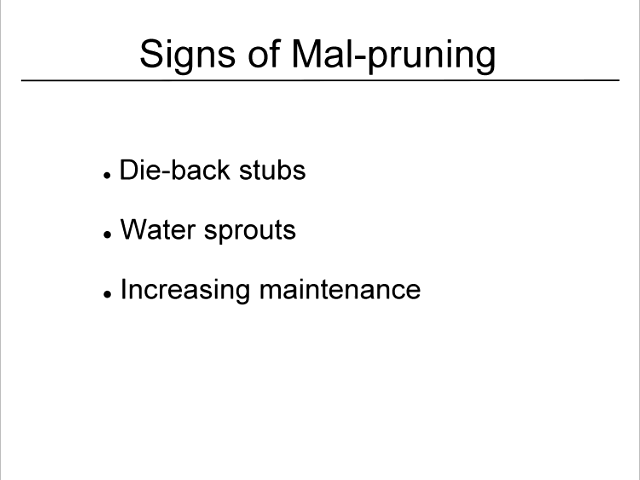 Signs of Mal-pruning
• Die-back stubs
• Water sprouts
• Increasing maintenance